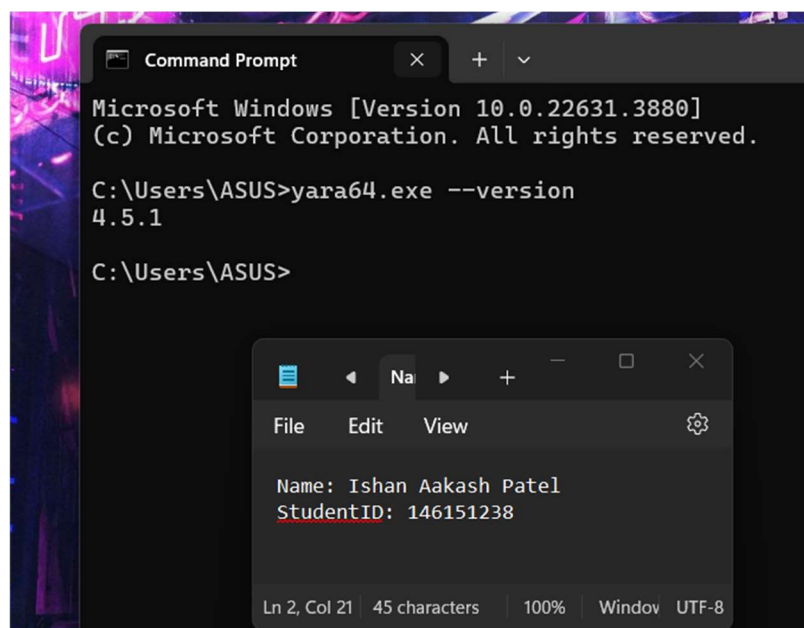 Command Prompt
Microsoft Windows [Version 10.0.22631.3880]
(c) Microsoft Corporation. All rights reserved.
C:\Users\ASUS>yara64.exe --version
4.5.1
C:\Users\ASUS>
Na
File Edit View
Name: Ishan Aakash Patel
StudentID: 146151238
Ln 2, Col 21 45 characters 100% Window UTF-8